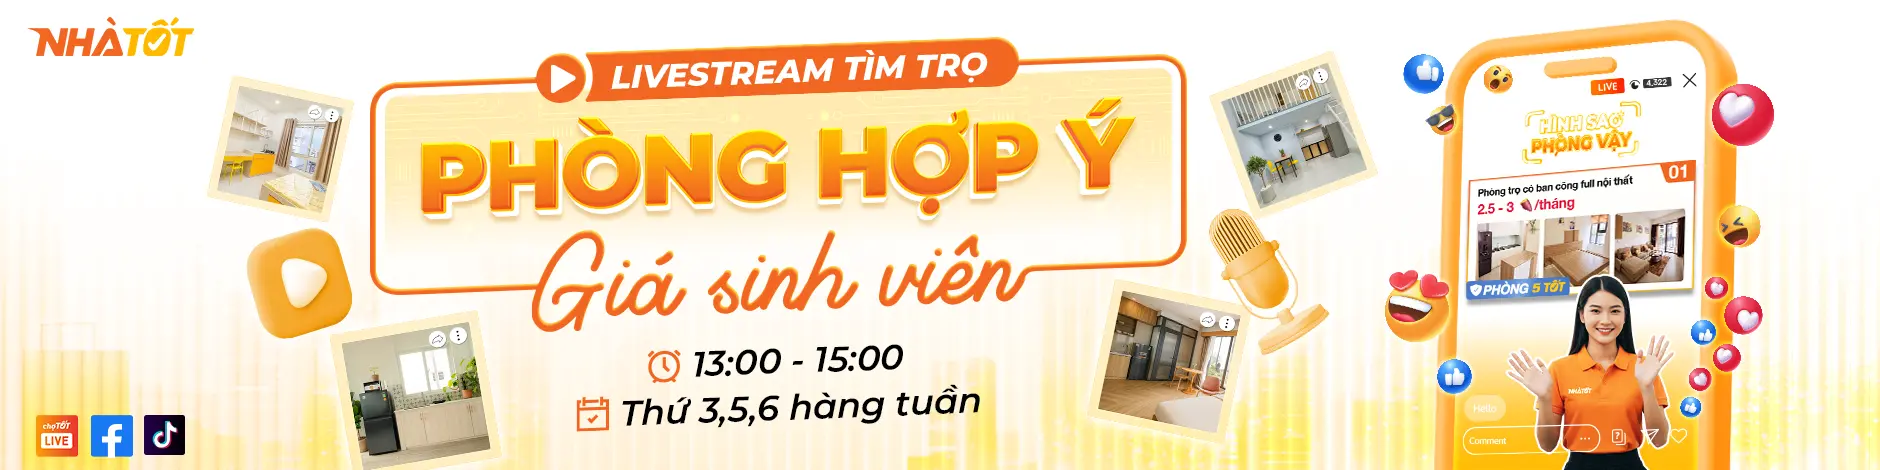 NHÀTỐT
LIVESTREAM TÌM TRỌ
PHÒNG HỢP Ý
Giá sinh viên
13:00 - 15:00
Thứ 3,5,6 hàng tuần
chợTỐT
LIVE
LIVE 4,322
HÌNH SAO
PHÒNG VẬY
01
Phòng trọ có ban công full nội thất
2.5 - 3 /tháng
PHÒNG 5 TỐT
NHÀTỐT
Hello
Comment